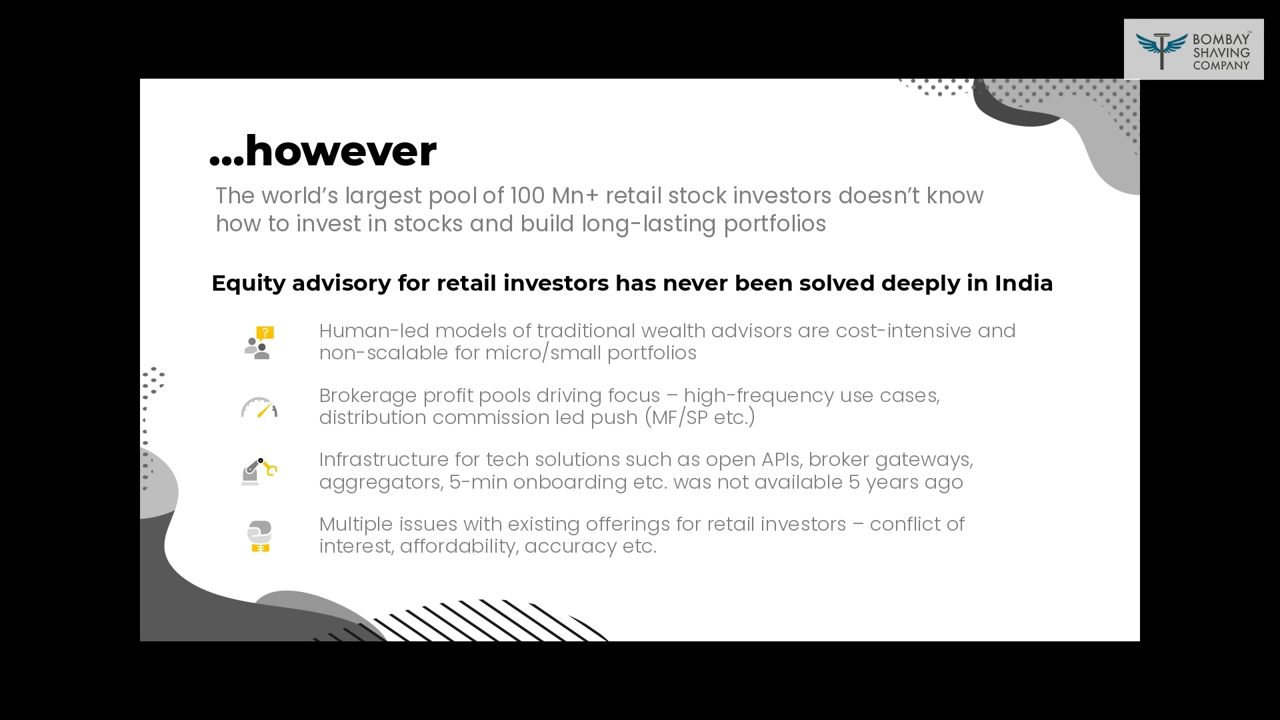 BOMBAY
SHAVING
COMPANY
...however
The world's largest pool of 100 Mn+ retail stock investors doesn't know
how to invest in stocks and build long-lasting portfolios
Equity advisory for retail investors has never been solved deeply in India
Human-led models of traditional wealth advisors are cost-intensive and
non-scalable for micro/small portfolios
Brokerage profit pools driving focus – high-frequency use cases,
distribution commission led push (MF/SP etc.)
Infrastructure for tech solutions such as open APIs, broker gateways,
aggregators, 5-min onboarding etc. was not available 5 years ago
Multiple issues with existing offerings for retail investors – conflict of
interest, affordability, accuracy etc.